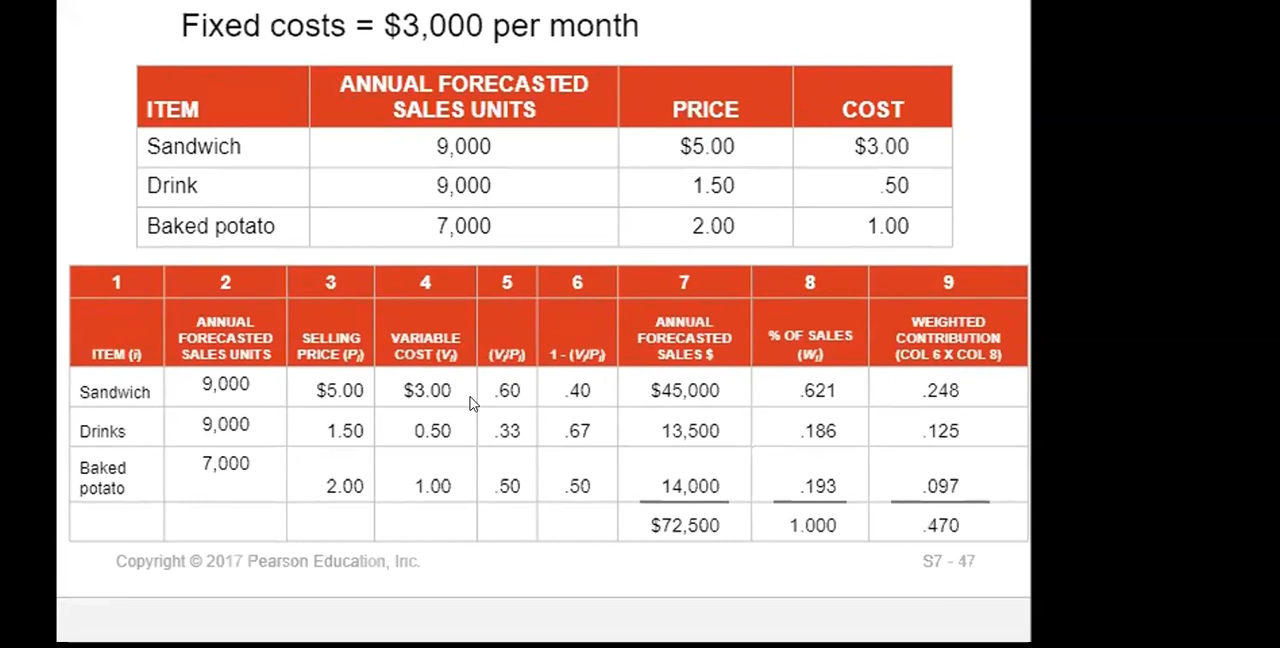 Fixed costs = $3,000 per month
ITEM ANNUAL FORECASTED SALES UNITS PRICE COST
Sandwich 9,000 $5.00 $3.00
Drink 9,000 1.50 .50
Baked potato 7,000 2.00 1.00
1 2 3 4 5 6 7 8 9
ITEM (i) ANNUAL FORECASTED SALES UNITS SELLING PRICE (Pi) VARIABLE COST (Vi) (Vi/Pi) 1 - (Vi/Pi) ANNUAL FORECASTED SALES $ % OF SALES (Wi) WEIGHTED CONTRIBUTION (COL 6 X COL 8)
Sandwich 9,000 $5.00 $3.00 .60 .40 $45,000 .621 .248
Drinks 9,000 1.50 0.50 .33 .67 13,500 .186 .125
Baked potato 7,000 2.00 1.00 .50 .50 14,000 .193 .097
$72,500 1.000 .470
Copyright © 2017 Pearson Education, Inc. S7 - 47